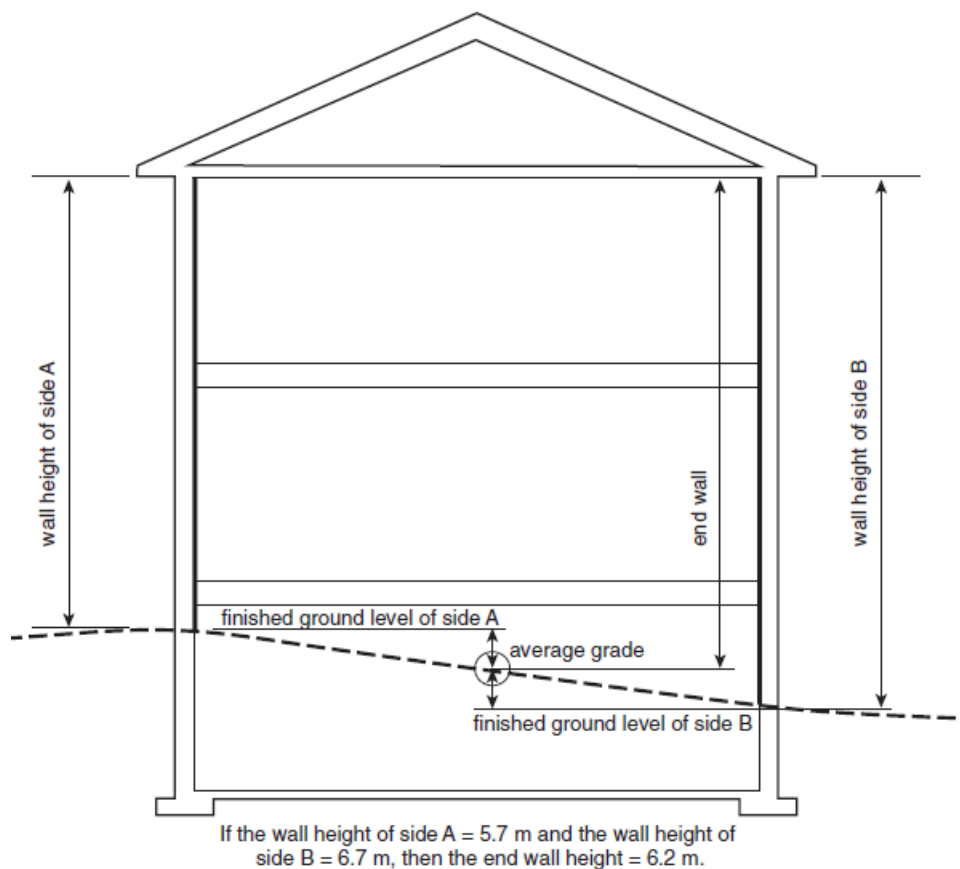 wall height of side A
end wall
wall height of side B
finished ground level of side A
average grade
finished ground level of side B
If the wall height of side A = 5.7 m and the wall height of
side B = 6.7 m, then the end wall height = 6.2 m.